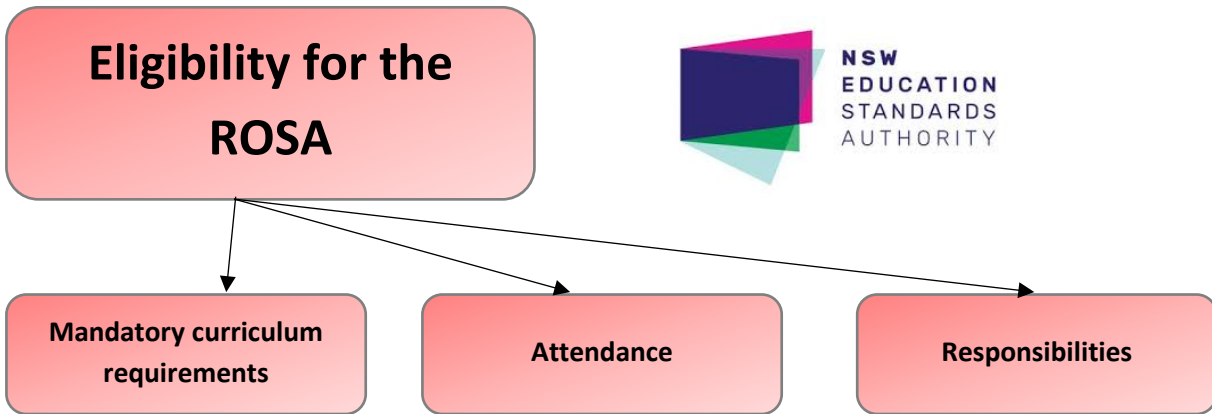 Eligibility for the
ROSA
NSW
EDUCATION
STANDARDS
AUTHORITY
Mandatory curriculum
requirements
Attendance
Responsibilities